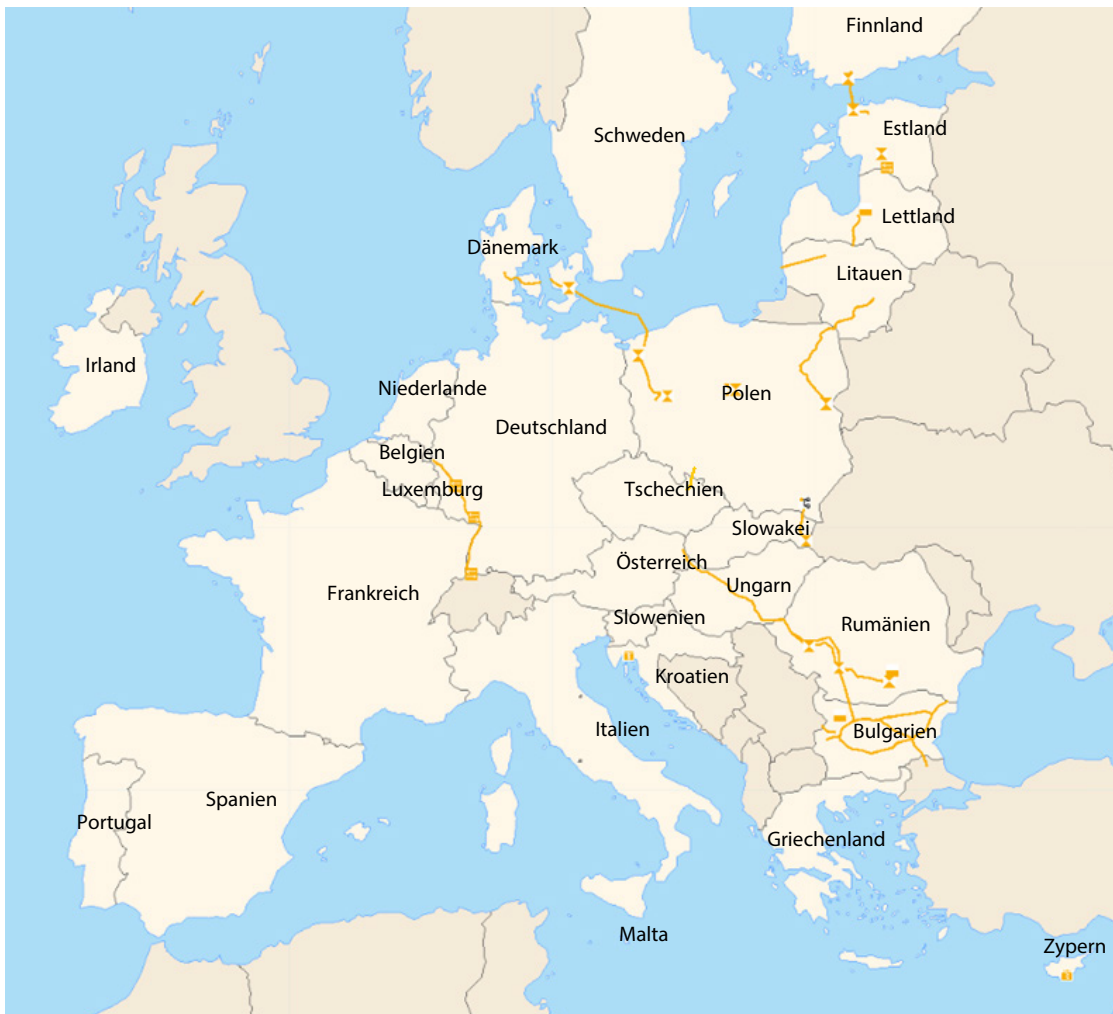 Finnland
Schweden
Estland
Lettland
Dänemark
Litauen
Irland
Niederlande
Polen
Deutschland
Belgien
Luxemburg
Tschechien
Slowakei
Österreich
Ungarn
Frankreich
Slowenien
Rumänien
Kroatien
Italien
Bulgarien
Spanien
Portugal
Griechenland
Malta
Zypern